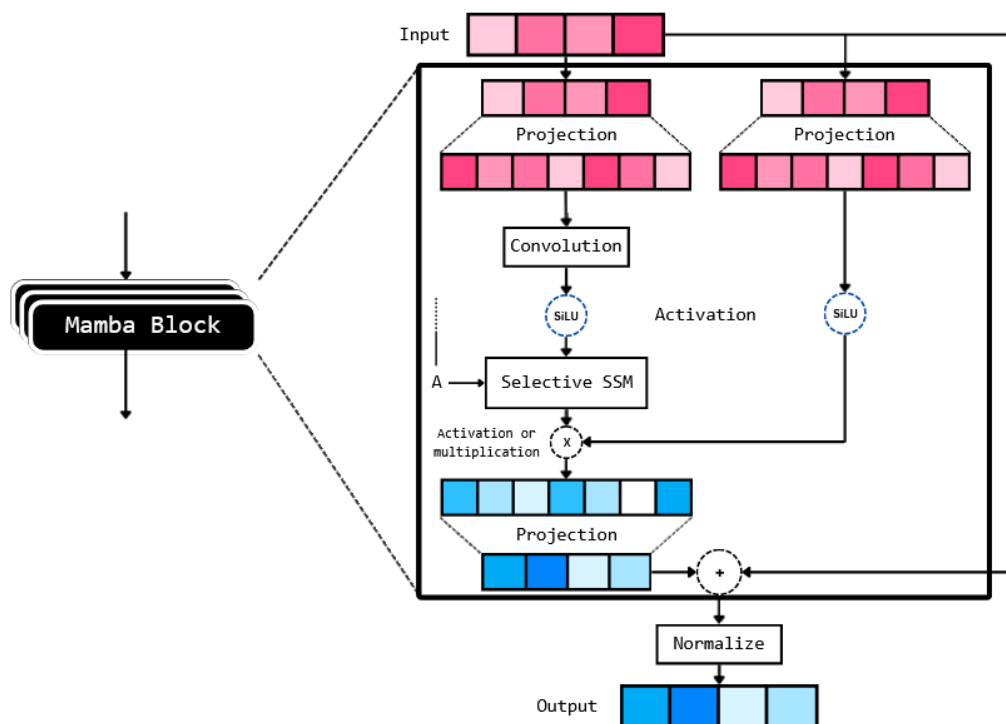 Input
Projection
Projection
Convolution
SiLU
Activation
SiLU
Mamba Block
A
Selective SSM
Activation or
multiplication
X
Projection
+
Normalize
Output